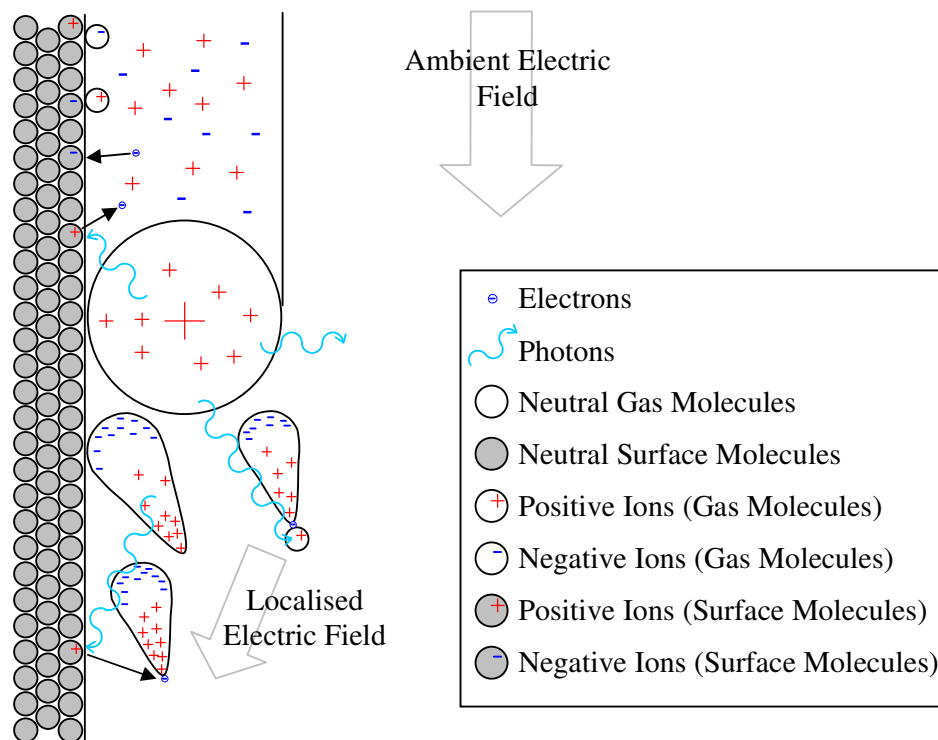 Ambient Electric
Field
Electrons
Photons
Neutral Gas Molecules
Neutral Surface Molecules
Positive Ions (Gas Molecules)
Negative Ions (Gas Molecules)
Positive Ions (Surface Molecules)
Negative Ions (Surface Molecules)
Localised
Electric Field